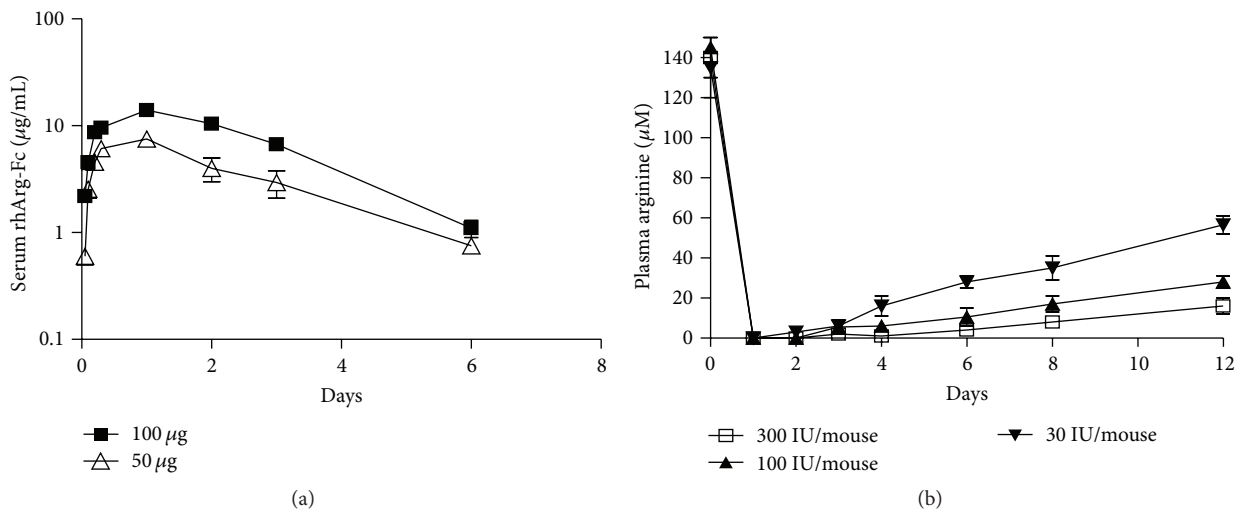 100
10
1
0.1
Serum rhArg-Fc (μg/mL)
0 2 4 6 8
Days
100 μg
50 μg
(a)
140
120
100
80
60
40
20
0
Plasma arginine (μM)
0 2 4 6 8 10 12
Days
300 IU/mouse
100 IU/mouse
30 IU/mouse
(b)